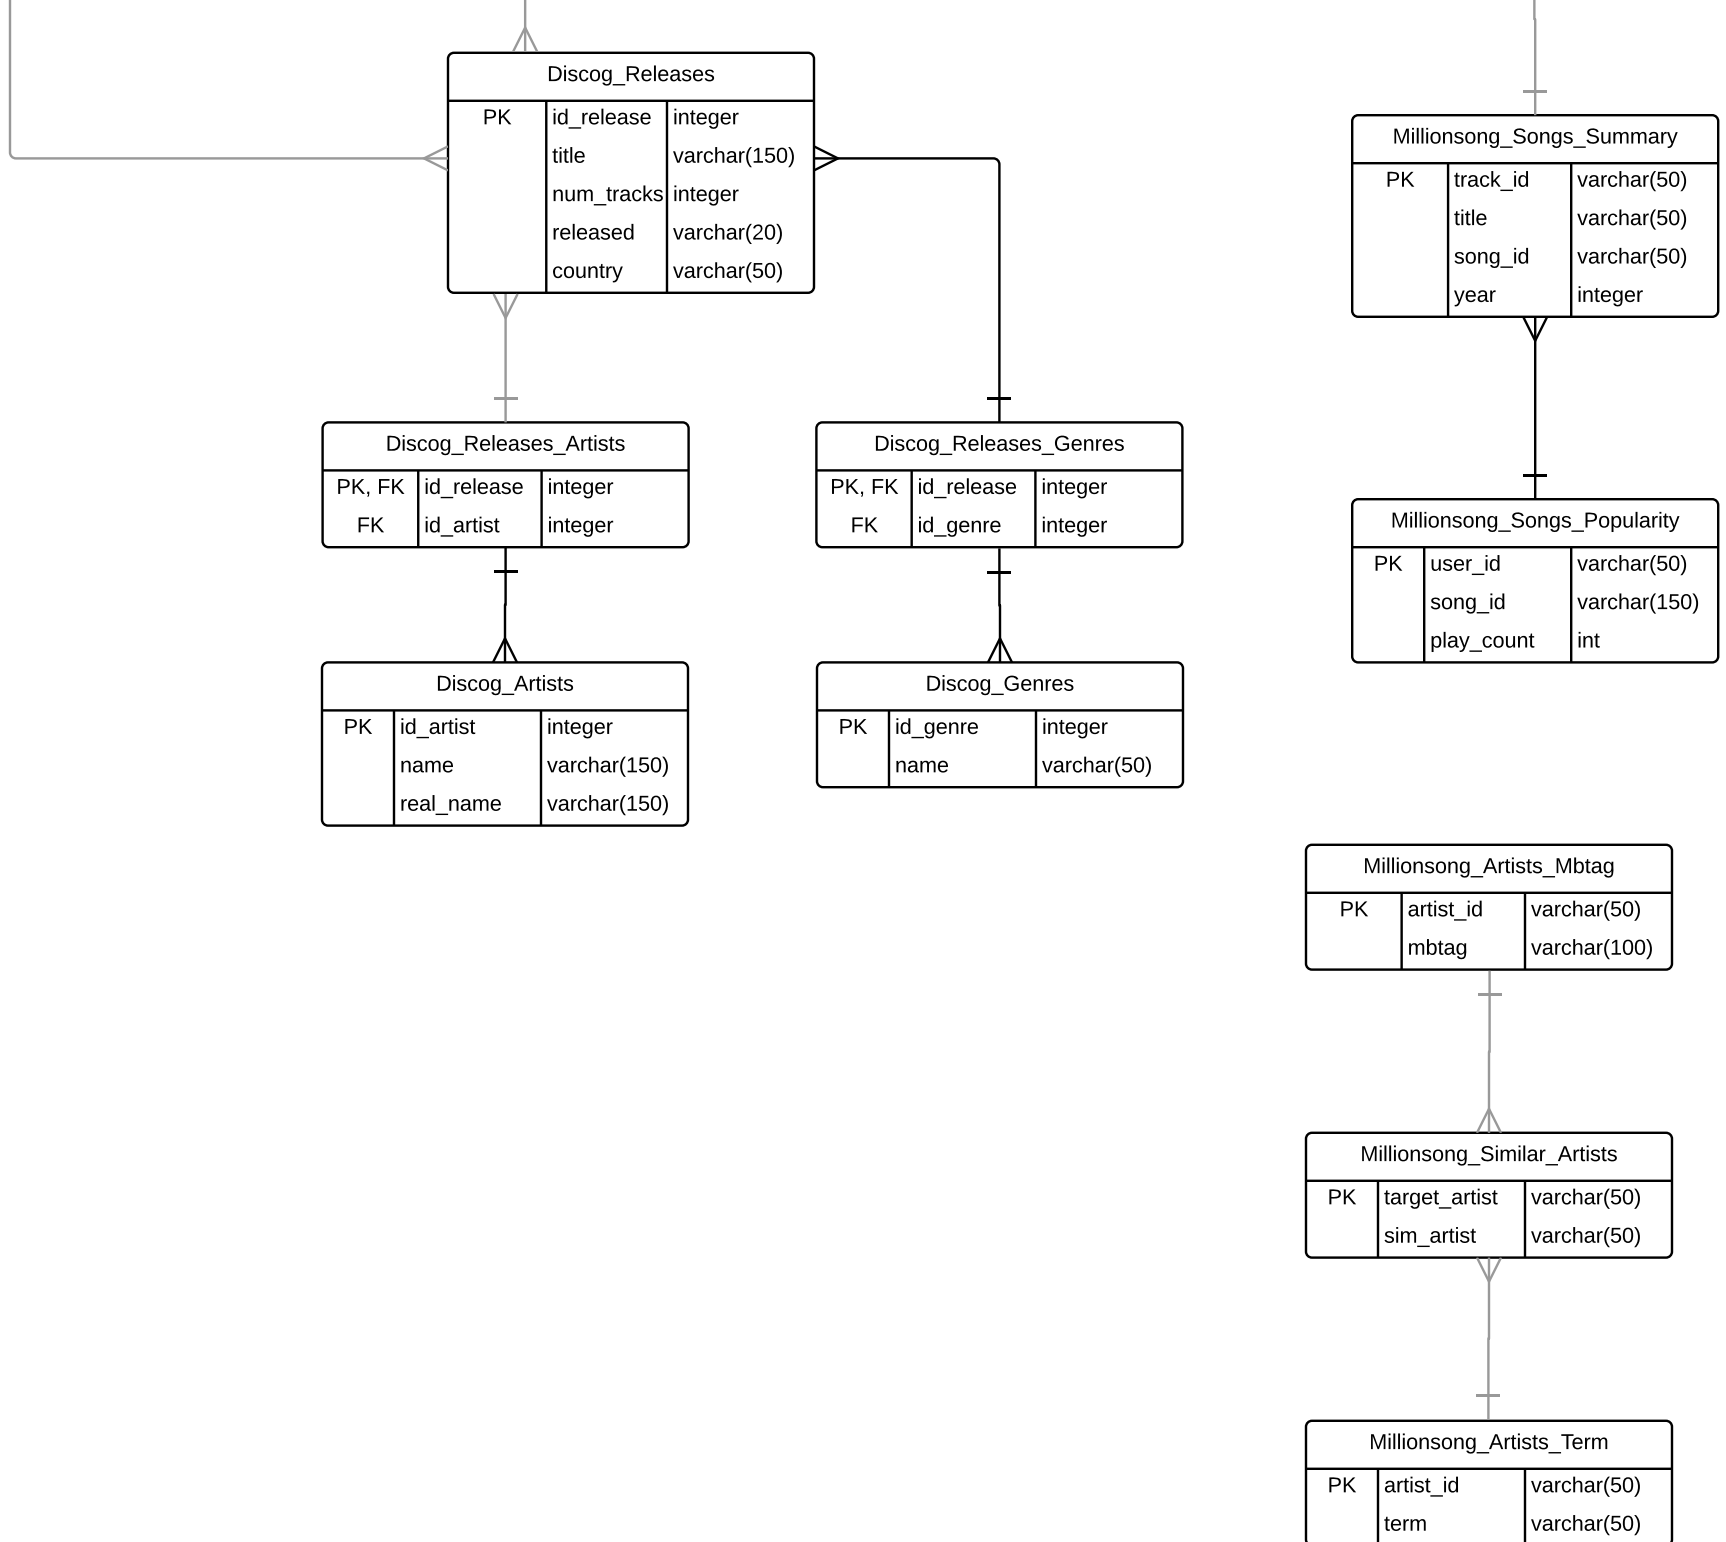 Discog_Releases
PK id_release integer
title varchar(150)
num_tracks integer
released varchar(20)
country varchar(50)
Millionsong_Songs_Summary
PK track_id varchar(50)
title varchar(50)
song_id varchar(50)
year integer
Discog_Releases_Artists
PK, FK id_release integer
FK id_artist integer
Discog_Releases_Genres
PK, FK id_release integer
FK id_genre integer
Millionsong_Songs_Popularity
PK user_id varchar(50)
song_id varchar(150)
play_count int
Discog_Artists
PK id_artist integer
name varchar(150)
real_name varchar(150)
Discog_Genres
PK id_genre integer
name varchar(50)
Millionsong_Artists_Mbtag
PK artist_id varchar(50)
mbtag varchar(100)
Millionsong_Similar_Artists
PK target_artist varchar(50)
sim_artist varchar(50)
Millionsong_Artists_Term
PK artist_id varchar(50)
term varchar(50)